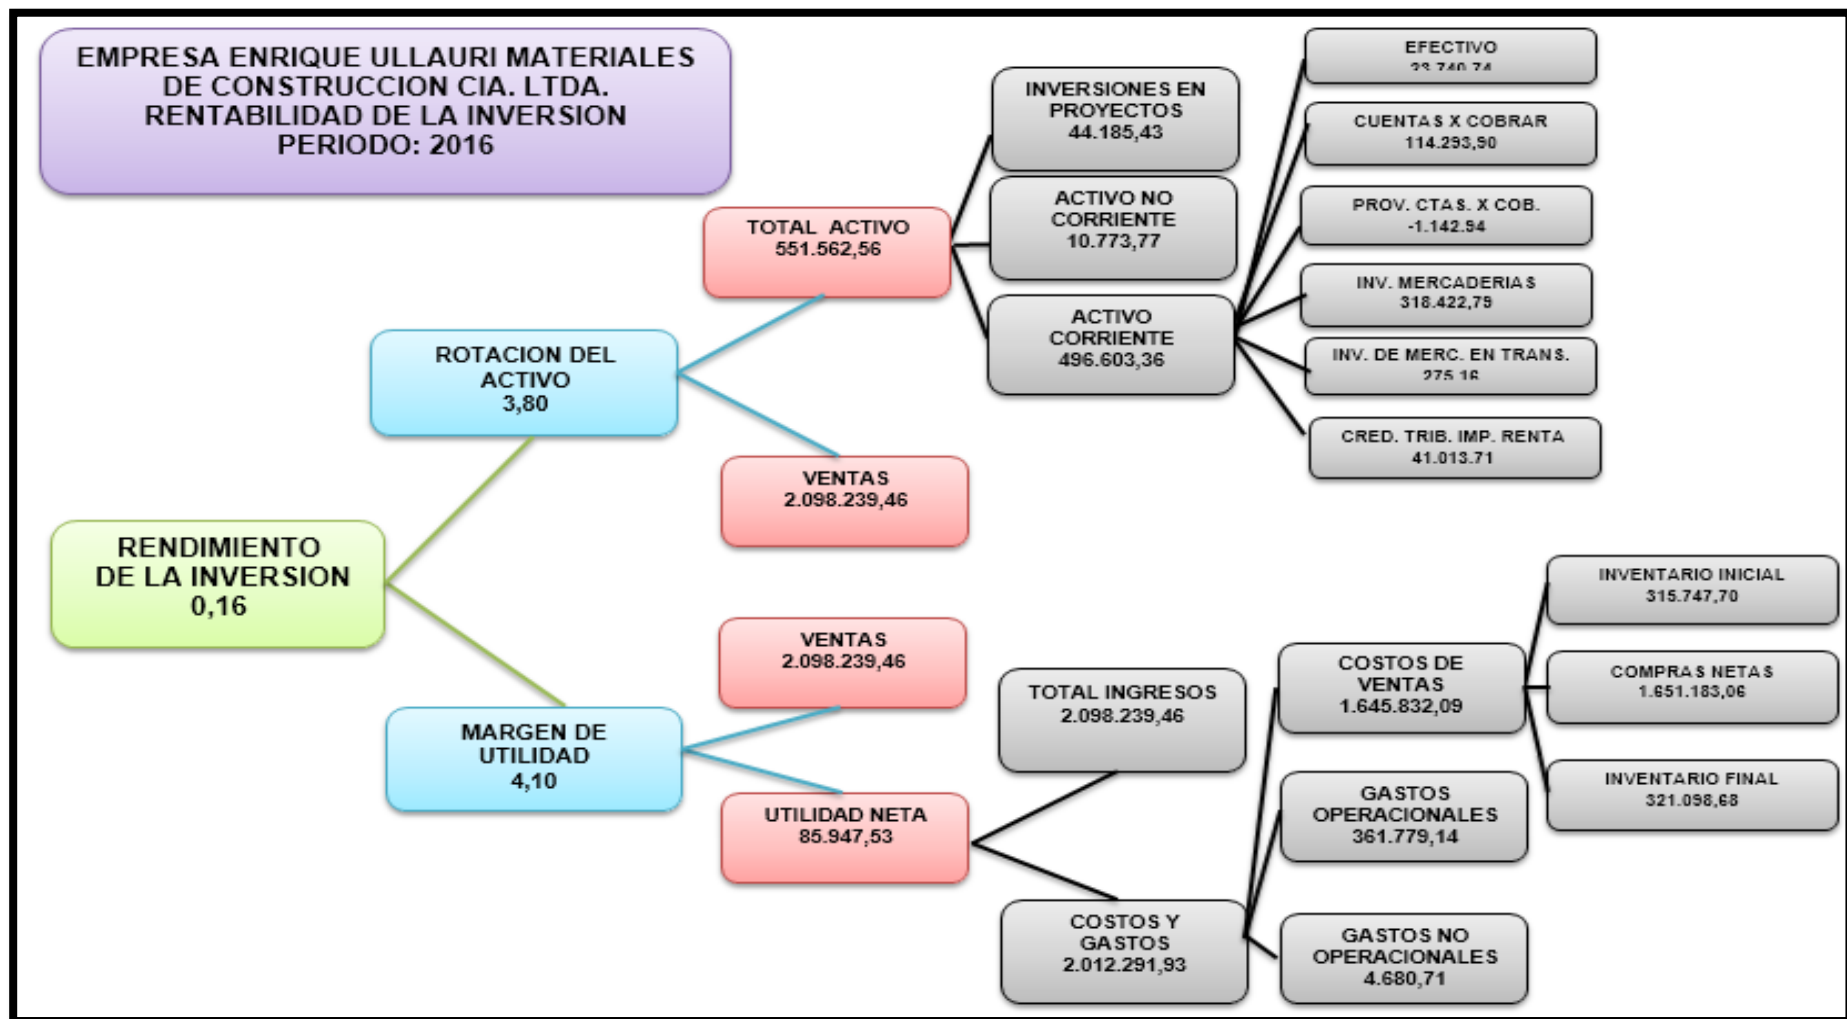 EMPRESA ENRIQUE ULLAURI MATERIALES
DE CONSTRUCCION CIA. LTDA.
RENTABILIDAD DE LA INVERSION
PERIODO: 2016
EFECTIVO
23.740,74
INVERSIONES EN
PROYECTOS
44.185,43
CUENTAS X COBRAR
114.293,90
ACTIVO NO
CORRIENTE
10.773,77
PROV. CTAS. X COB.
-1.142.94
TOTAL ACTIVO
551.562,56
INV. MERCADERIAS
318.422,79
ACTIVO
CORRIENTE
496.603,36
INV. DE MERC. EN TRANS.
275,16
ROTACION DEL
ACTIVO
3,80
CRED. TRIB. IMP. RENTA
41.013.71
VENTAS
2.098.239,46
RENDIMIENTO
DE LA INVERSION
0,16
INVENTARIO INICIAL
315.747,70
VENTAS
2.098.239,46
COSTOS DE
VENTAS
1.645.832,09
COMPRAS NETAS
1.651.183,06
TOTAL INGRESOS
2.098.239,46
MARGEN DE
UTILIDAD
4,10
INVENTARIO FINAL
321.098,68
UTILIDAD NETA
85.947,53
GASTOS
OPERACIONALES
361.779,14
COSTOS Y
GASTOS
2.012.291,93
GASTOS NO
OPERACIONALES
4.680,71